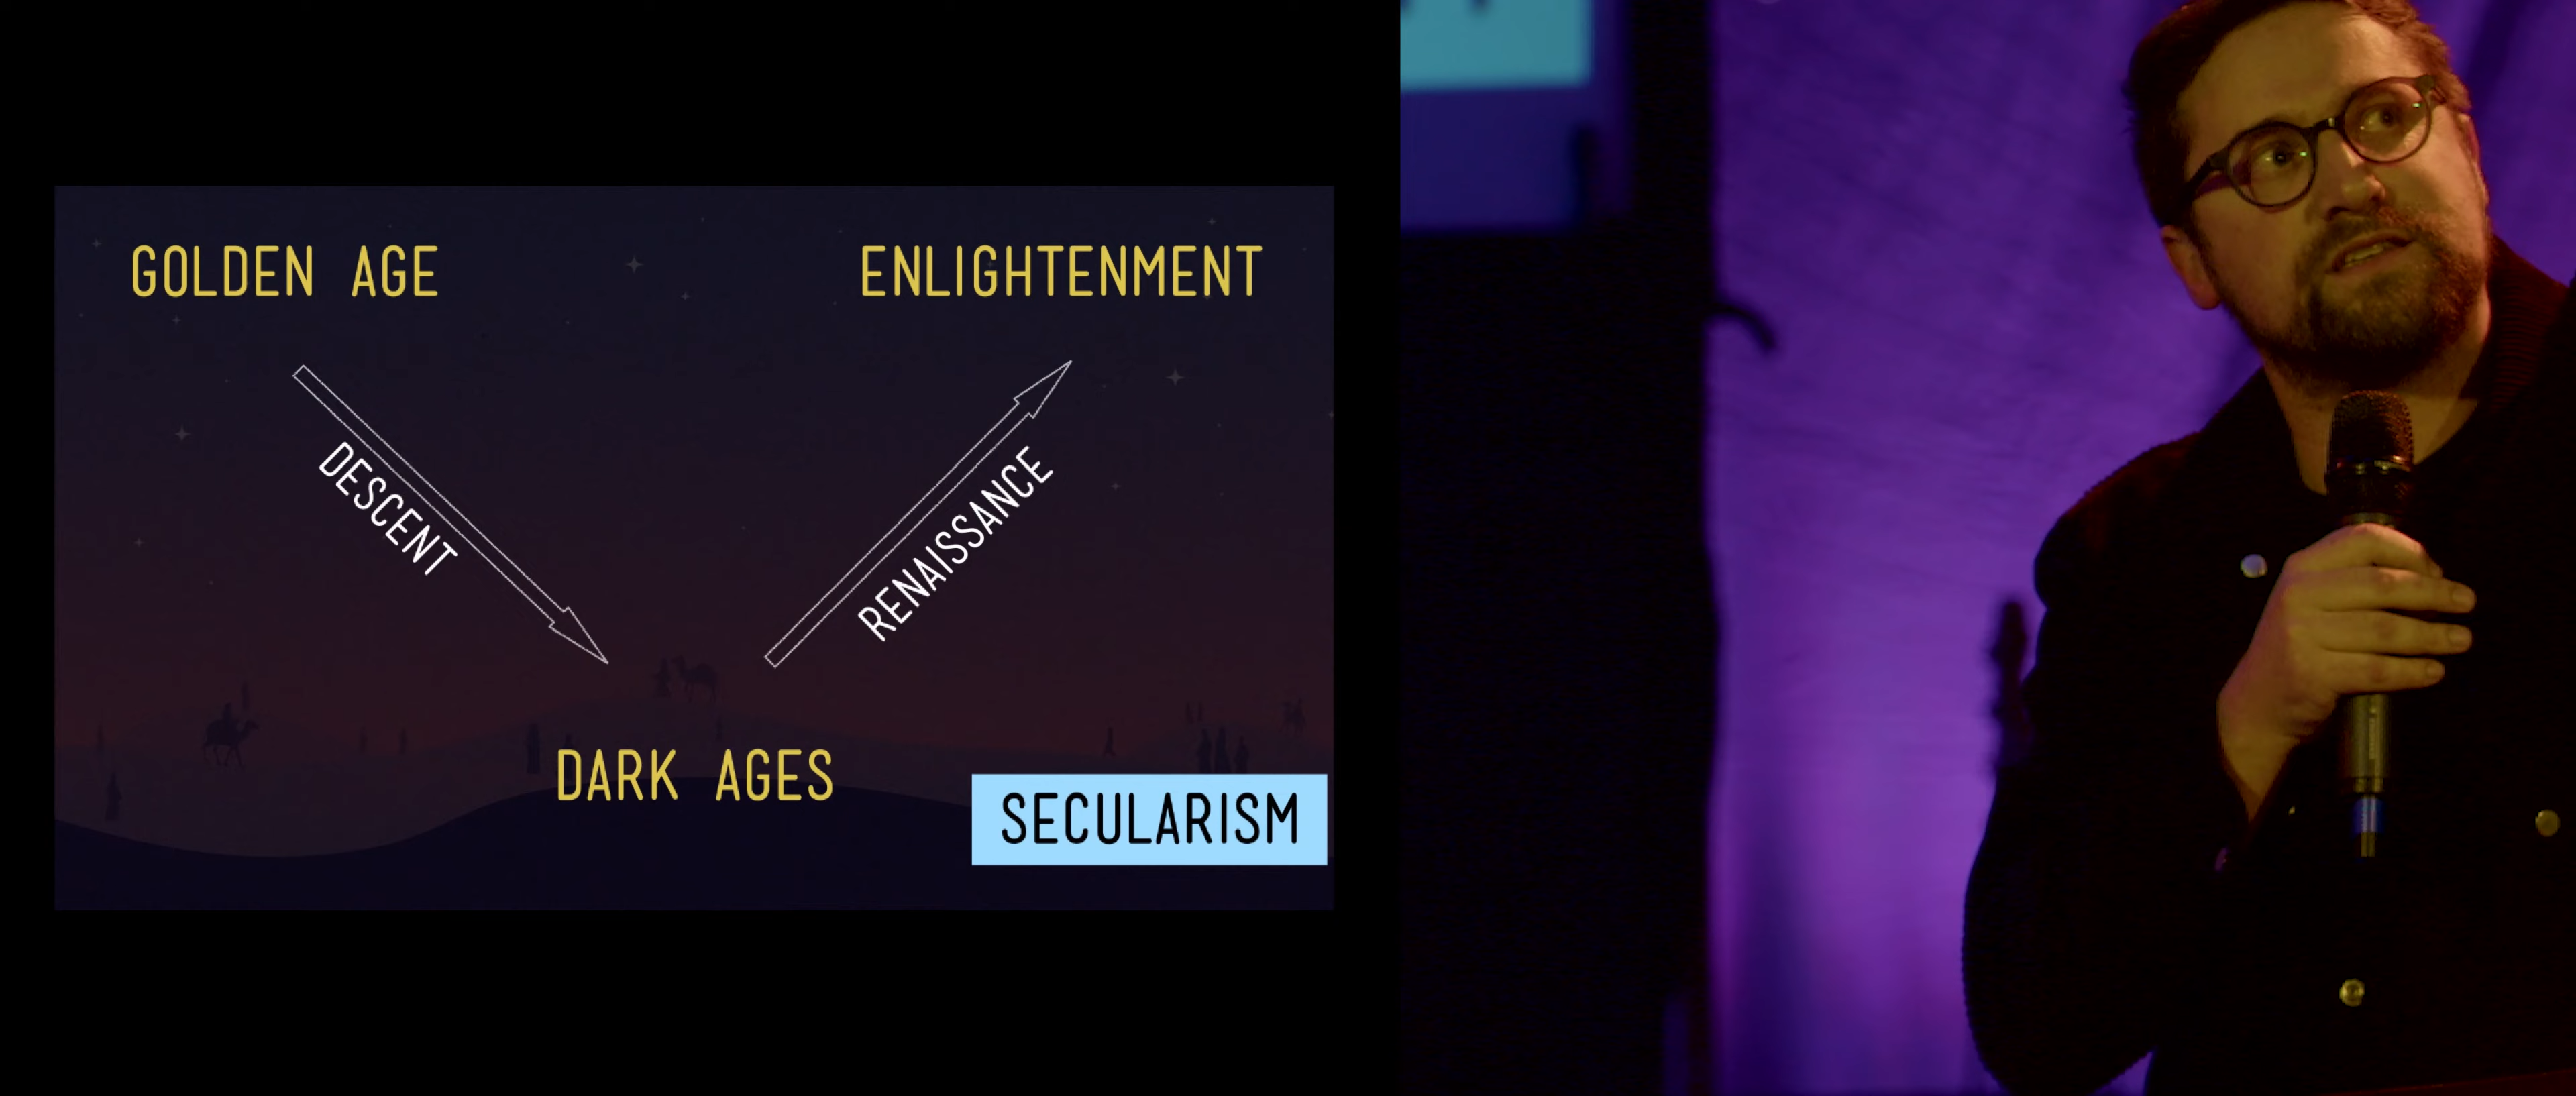 GOLDEN AGE
ENLIGHTENMENT
DESCENT
RENAISSANCE
DARK AGES
SECULARISM